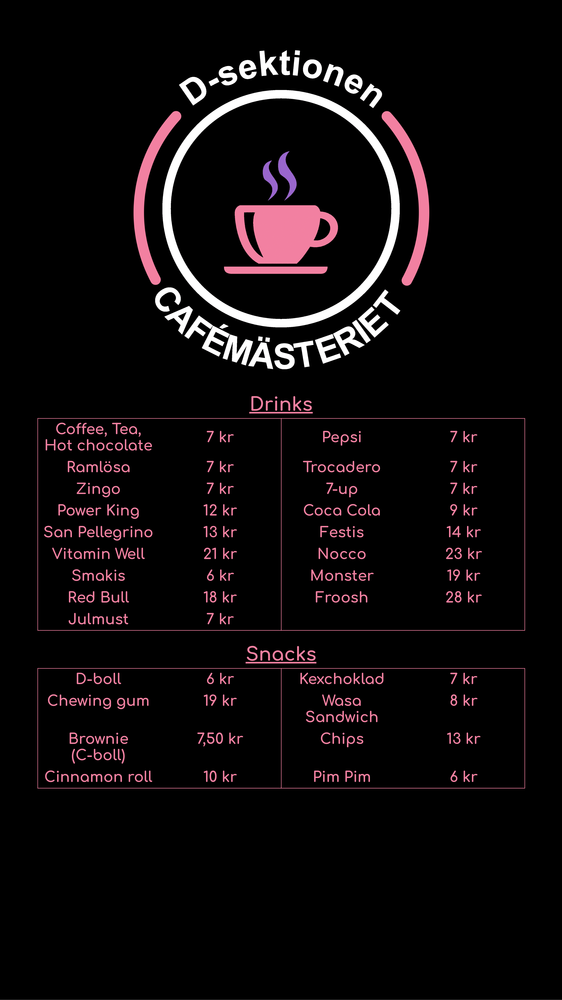 D-sektionen
CAFÉMÄSTERIET
Drinks
Coffee, Tea,
Hot chocolate
7 kr
Pepsi
7 kr
Ramlösa
7 kr
Trocadero
7 kr
Zingo
7 kr
7-up
7 kr
Power King
12 kr
Coca Cola
9 kr
San Pellegrino
13 kr
Festis
14 kr
Vitamin Well
21 kr
Nocco
23 kr
Smakis
6 kr
Monster
19 kr
Red Bull
18 kr
Froosh
28 kr
Julmust
7 kr
Snacks
D-boll
6 kr
Kexchoklad
7 kr
Chewing gum
19 kr
Wasa
Sandwich
8 kr
Brownie
(C-boll)
7,50 kr
Chips
13 kr
Cinnamon roll
10 kr
Pim Pim
6 kr